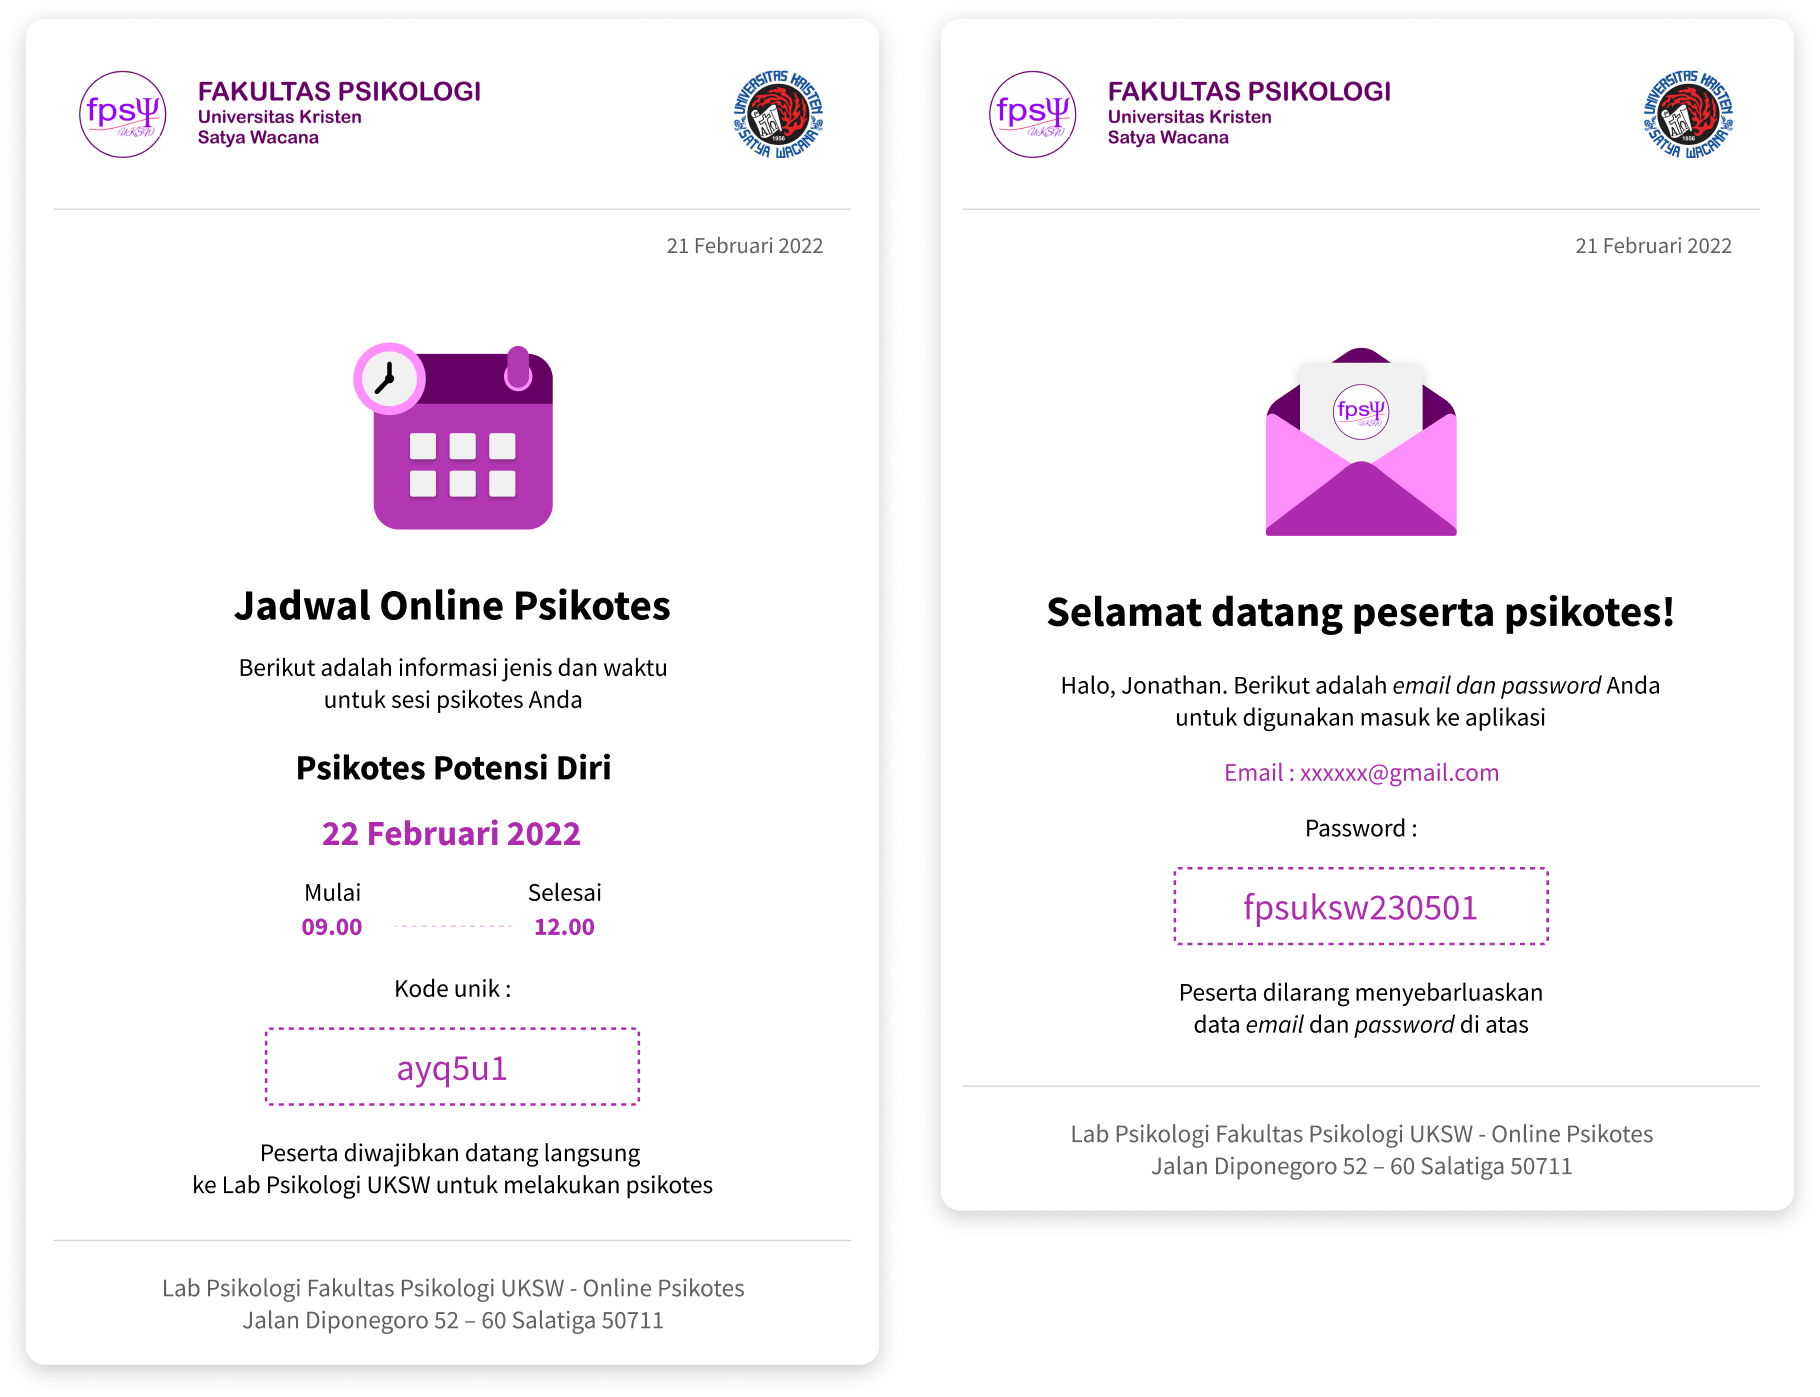 fpsΨ
UKSW
FAKULTAS PSIKOLOGI
Universitas Kristen
Satya Wacana
UNIVERSITAS KRISTEN
SATYA WACANA
1956
21 Februari 2022
Jadwal Online Psikotes
Berikut adalah informasi jenis dan waktu
untuk sesi psikotes Anda
Psikotes Potensi Diri
22 Februari 2022
Mulai
Selesai
09.00
12.00
Kode unik :
ayq5u1
Peserta diwajibkan datang langsung
ke Lab Psikologi UKSW untuk melakukan psikotes
Lab Psikologi Fakultas Psikologi UKSW - Online Psikotes
Jalan Diponegoro 52 – 60 Salatiga 50711
fpsΨ
UKSW
FAKULTAS PSIKOLOGI
Universitas Kristen
Satya Wacana
UNIVERSITAS KRISTEN
SATYA WACANA
1956
21 Februari 2022
fpsΨ
UKSW
Selamat datang peserta psikotes!
Halo, Jonathan. Berikut adalah email dan password Anda
untuk digunakan masuk ke aplikasi
Email : xxxxxx@gmail.com
Password :
fpsuksw230501
Peserta dilarang menyebarluaskan
data email dan password di atas
Lab Psikologi Fakultas Psikologi UKSW - Online Psikotes
Jalan Diponegoro 52 – 60 Salatiga 50711